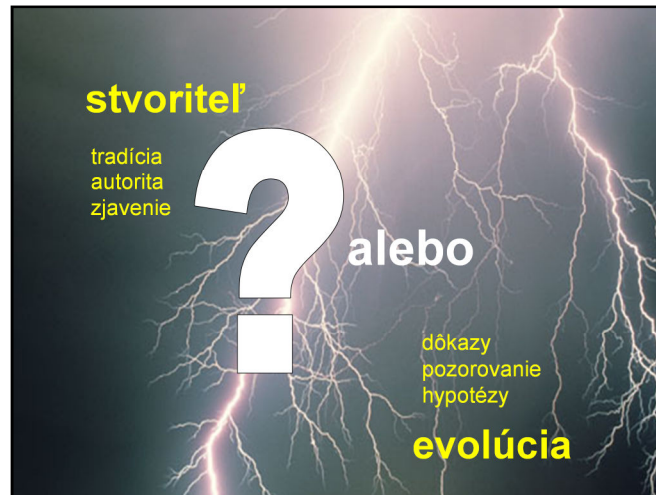 stvoriteľ
tradícia
autorita
zjavenie
?
alebo
dôkazy
pozorovanie
hypotézy
evolúcia